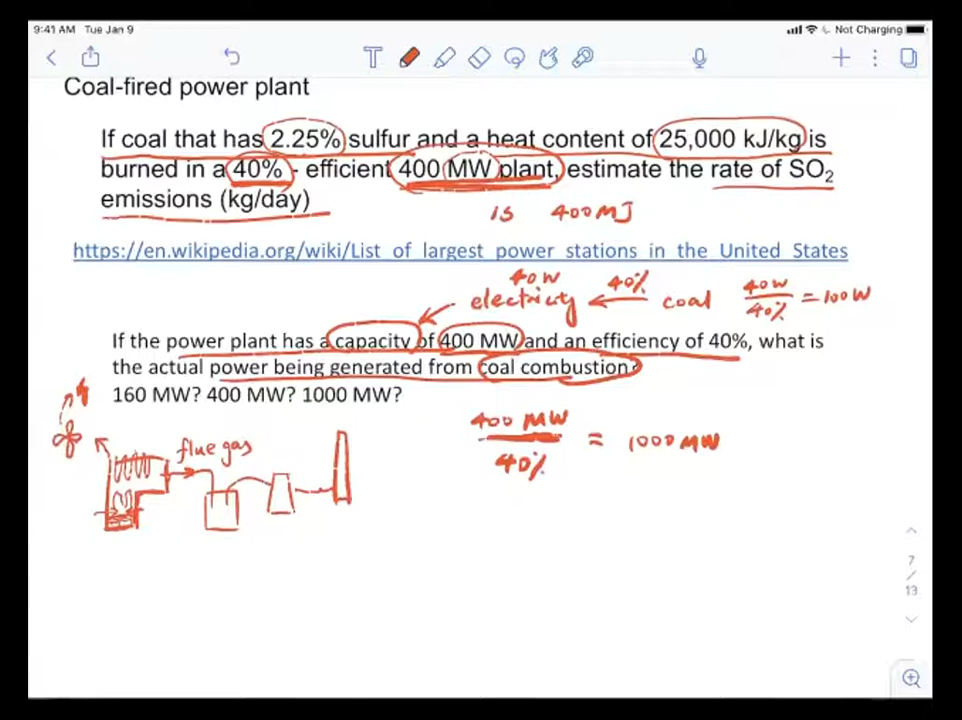 9:41 AM Tue Jan 9
Not Charging
Coal-fired power plant
If coal that has 2.25% sulfur and a heat content of 25,000 kJ/kg is
burned in a 40% - efficient 400 MW plant, estimate the rate of SO₂
emissions (kg/day)
1s 400MJ
https://en.wikipedia.org/wiki/List_of_largest_power_stations_in_the_United_States
40W
electricity ← 40% coal 40W / 40% = 100W
If the power plant has a capacity of 400 MW and an efficiency of 40%, what is
the actual power being generated from coal combustion?
160 MW? 400 MW? 1000 MW?
400 MW / 40% = 1000MW
flue gas
7
/
13